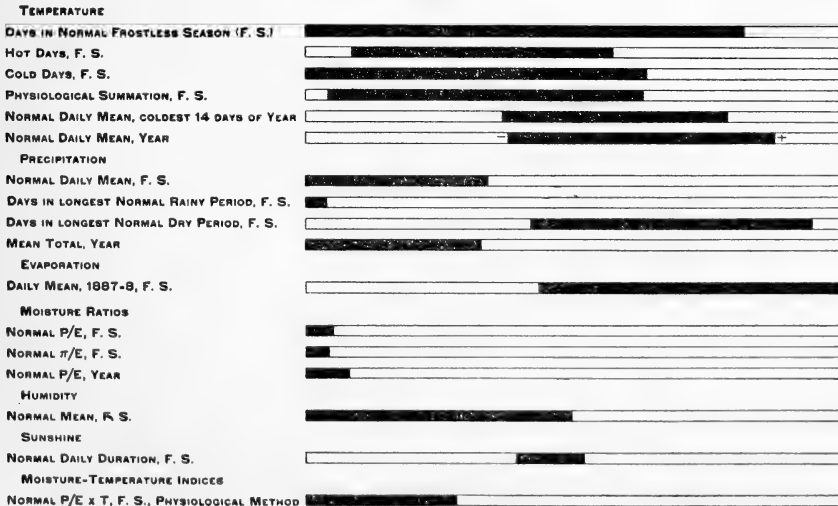 TEMPERATURE
DAYS IN NORMAL FROSTLESS SEASON (F. S.)
HOT DAYS, F. S.
COLD DAYS, F. S.
PHYSIOLOGICAL SUMMATION, F. S.
NORMAL DAILY MEAN, COLDEST 14 DAYS OF YEAR
NORMAL DAILY MEAN, YEAR − +
PRECIPITATION
NORMAL DAILY MEAN, F. S.
DAYS IN LONGEST NORMAL RAINY PERIOD, F. S.
DAYS IN LONGEST NORMAL DRY PERIOD, F. S.
MEAN TOTAL, YEAR
EVAPORATION
DAILY MEAN, 1887-8, F. S.
MOISTURE RATIOS
NORMAL P/E, F. S.
NORMAL π/E, F. S.
NORMAL P/E, YEAR
HUMIDITY
NORMAL MEAN, F. S.
SUNSHINE
NORMAL DAILY DURATION, F. S.
MOISTURE-TEMPERATURE INDICES
NORMAL P/E X T, F. S., PHYSIOLOGICAL METHOD